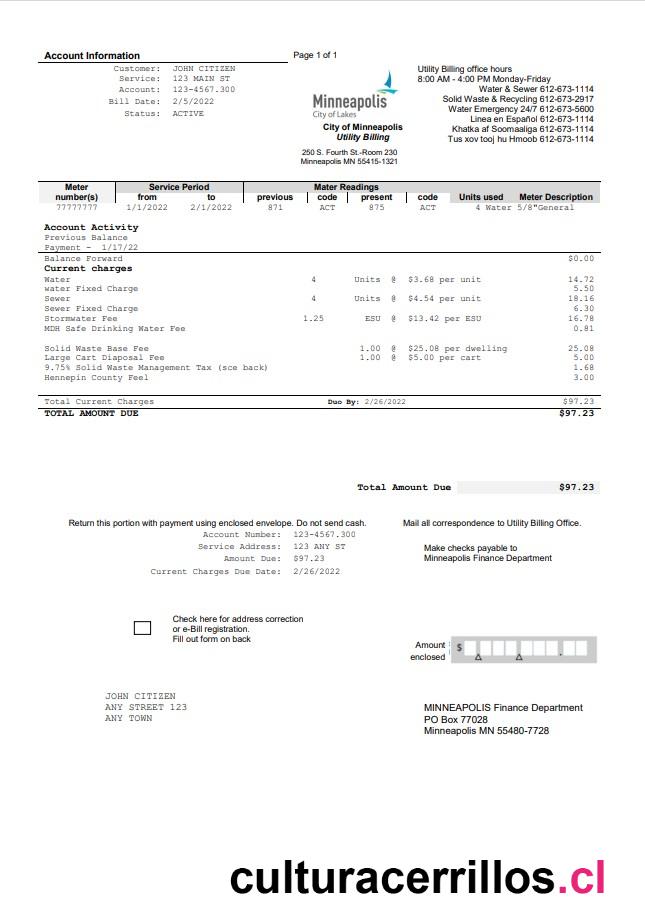 Account Information
Page 1 of 1
Customer: JOHN CITIZEN
Service: 123 MAIN ST
Account: 123-4567.300
Bill Date: 2/5/2022
Status: ACTIVE
Minneapolis
City of Lakes
City of Minneapolis
Utility Billing
250 S. Fourth St.-Room 230
Minneapolis MN 55415-1321
Utility Billing office hours
8:00 AM - 4:00 PM Monday-Friday
Water & Sewer 612-673-1114
Solid Waste & Recycling 612-673-2917
Water Emergency 24/7 612-673-5600
Linea en Español 612-673-1114
Khatka af Soomaaliga 612-673-1114
Tus xov tooj hu Hmoob 612-673-1114
Meter Service Period Mater Readings
number(s) from to previous code present code Units used Meter Description
77777777 1/1/2022 2/1/2022 871 ACT 875 ACT 4 Water 5/8"General
Account Activity
Previous Balance
Payment - 1/17/22
Balance Forward $0.00
Current charges
Water 4 Units @ $3.68 per unit 14.72
water Fixed Charge 5.50
Sewer 4 Units @ $4.54 per unit 18.16
Sewer Fixed Charge 6.30
Stormwater Fee 1.25 ESU @ $13.42 per ESU 16.78
MDH Safe Drinking Water Fee 0.81
Solid Waste Base Fee 1.00 @ $25.08 per dwelling 25.08
Large Cart Disposal Fee 1.00 @ $5.00 per cart 5.00
9.75% Solid Waste Management Tax (sce back) 1.68
Hennepin County Feel 3.00
Total Current Charges Duo By: 2/26/2022 $97.23
TOTAL AMOUNT DUE $97.23
Total Amount Due $97.23
Return this portion with payment using enclosed envelope. Do not send cash.
Mail all correspondence to Utility Billing Office.
Account Number: 123-4567.300
Service Address: 123 ANY ST
Amount Due: $97.23
Current Charges Due Date: 2/26/2022
Make checks payable to
Minneapolis Finance Department
Check here for address correction
or e-Bill registration.
Fill out form on back
Amount
enclosed
$ .
JOHN CITIZEN
ANY STREET 123
ANY TOWN
MINNEAPOLIS Finance Department
PO Box 77028
Minneapolis MN 55480-7728
culturacerrillos.cl